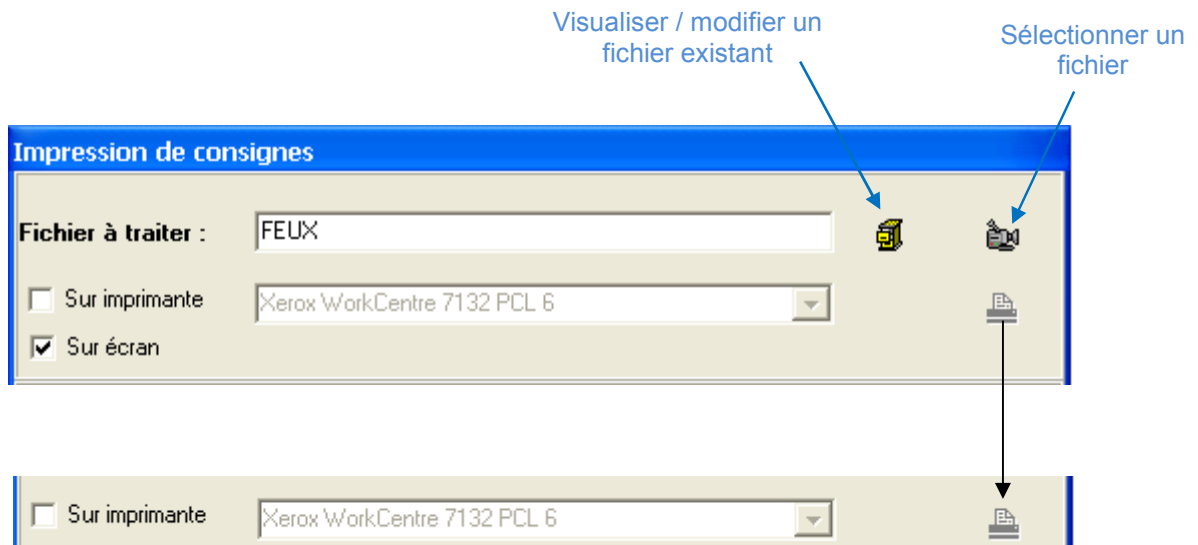 Visualiser / modifier un
fichier existant
Sélectionner un
fichier
Impression de consignes
Fichier à traiter : FEUX
Sur imprimante Xerox WorkCentre 7132 PCL 6
Sur écran
Sur imprimante Xerox WorkCentre 7132 PCL 6